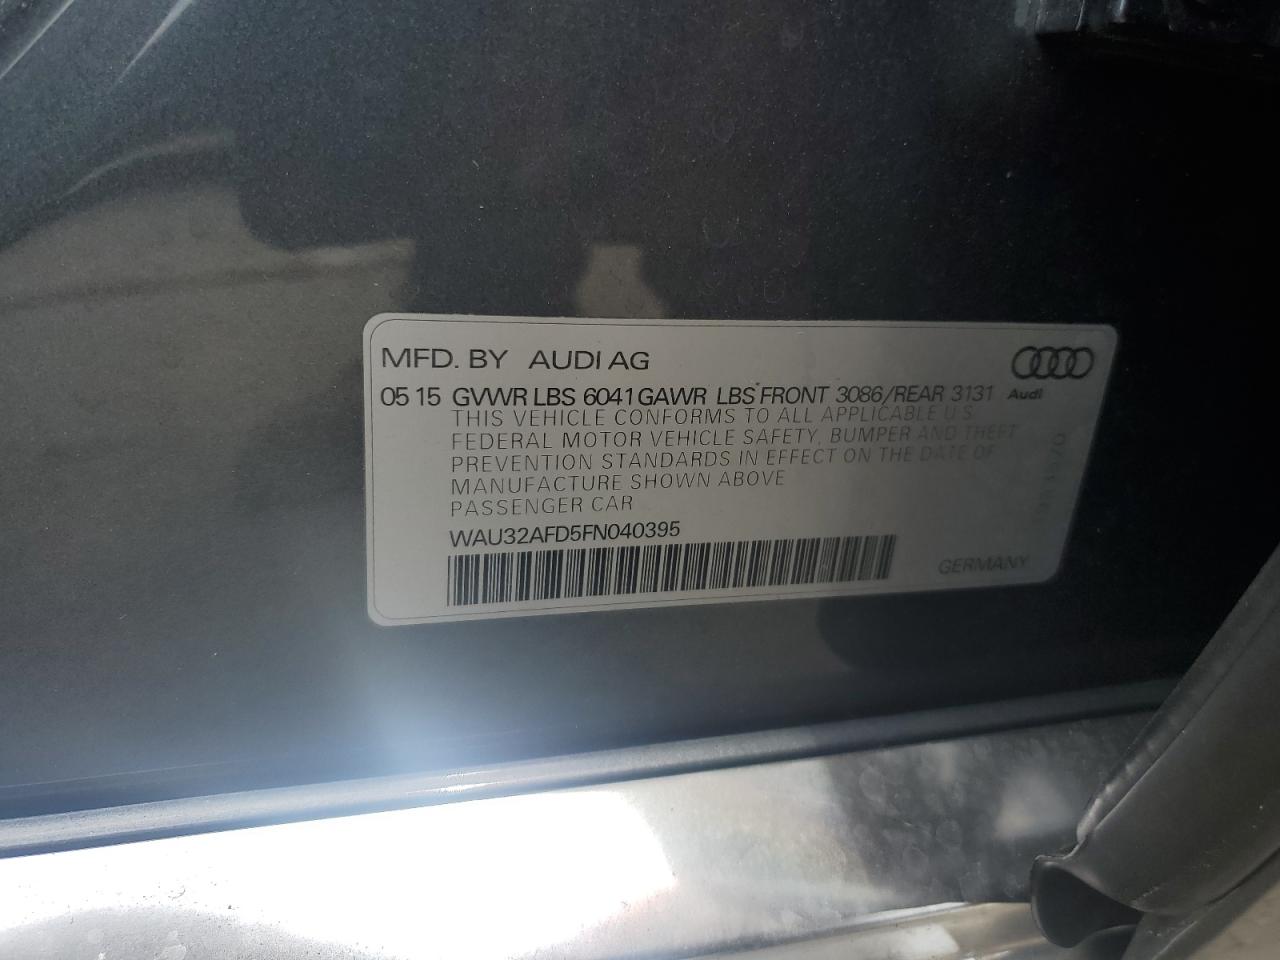 MFD. BY AUDI AG
05 15 GVWR LBS 6041 GAWR LBS FRONT 3086/REAR 3131 Audi
THIS VEHICLE CONFORMS TO ALL APPLICABLE U.S.
FEDERAL MOTOR VEHICLE SAFETY, BUMPER AND THEFT
PREVENTION STANDARDS IN EFFECT ON THE DATE OF
MANUFACTURE SHOWN ABOVE
PASSENGER CAR
WAU32AFD5FN040395
GERMANY